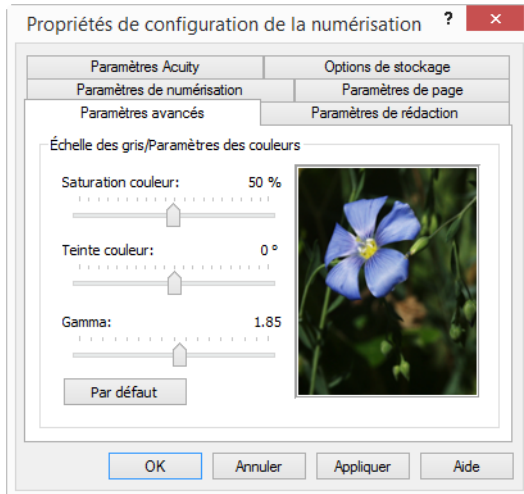 Propriétés de configuration de la numérisation ? ×
Paramètres Acuity Options de stockage
Paramètres de numérisation Paramètres de page
Paramètres avancés Paramètres de rédaction
Échelle des gris/Paramètres des couleurs
Saturation couleur: 50 %
Teinte couleur: 0 °
Gamma: 1.85
Par défaut
OK Annuler Appliquer Aide